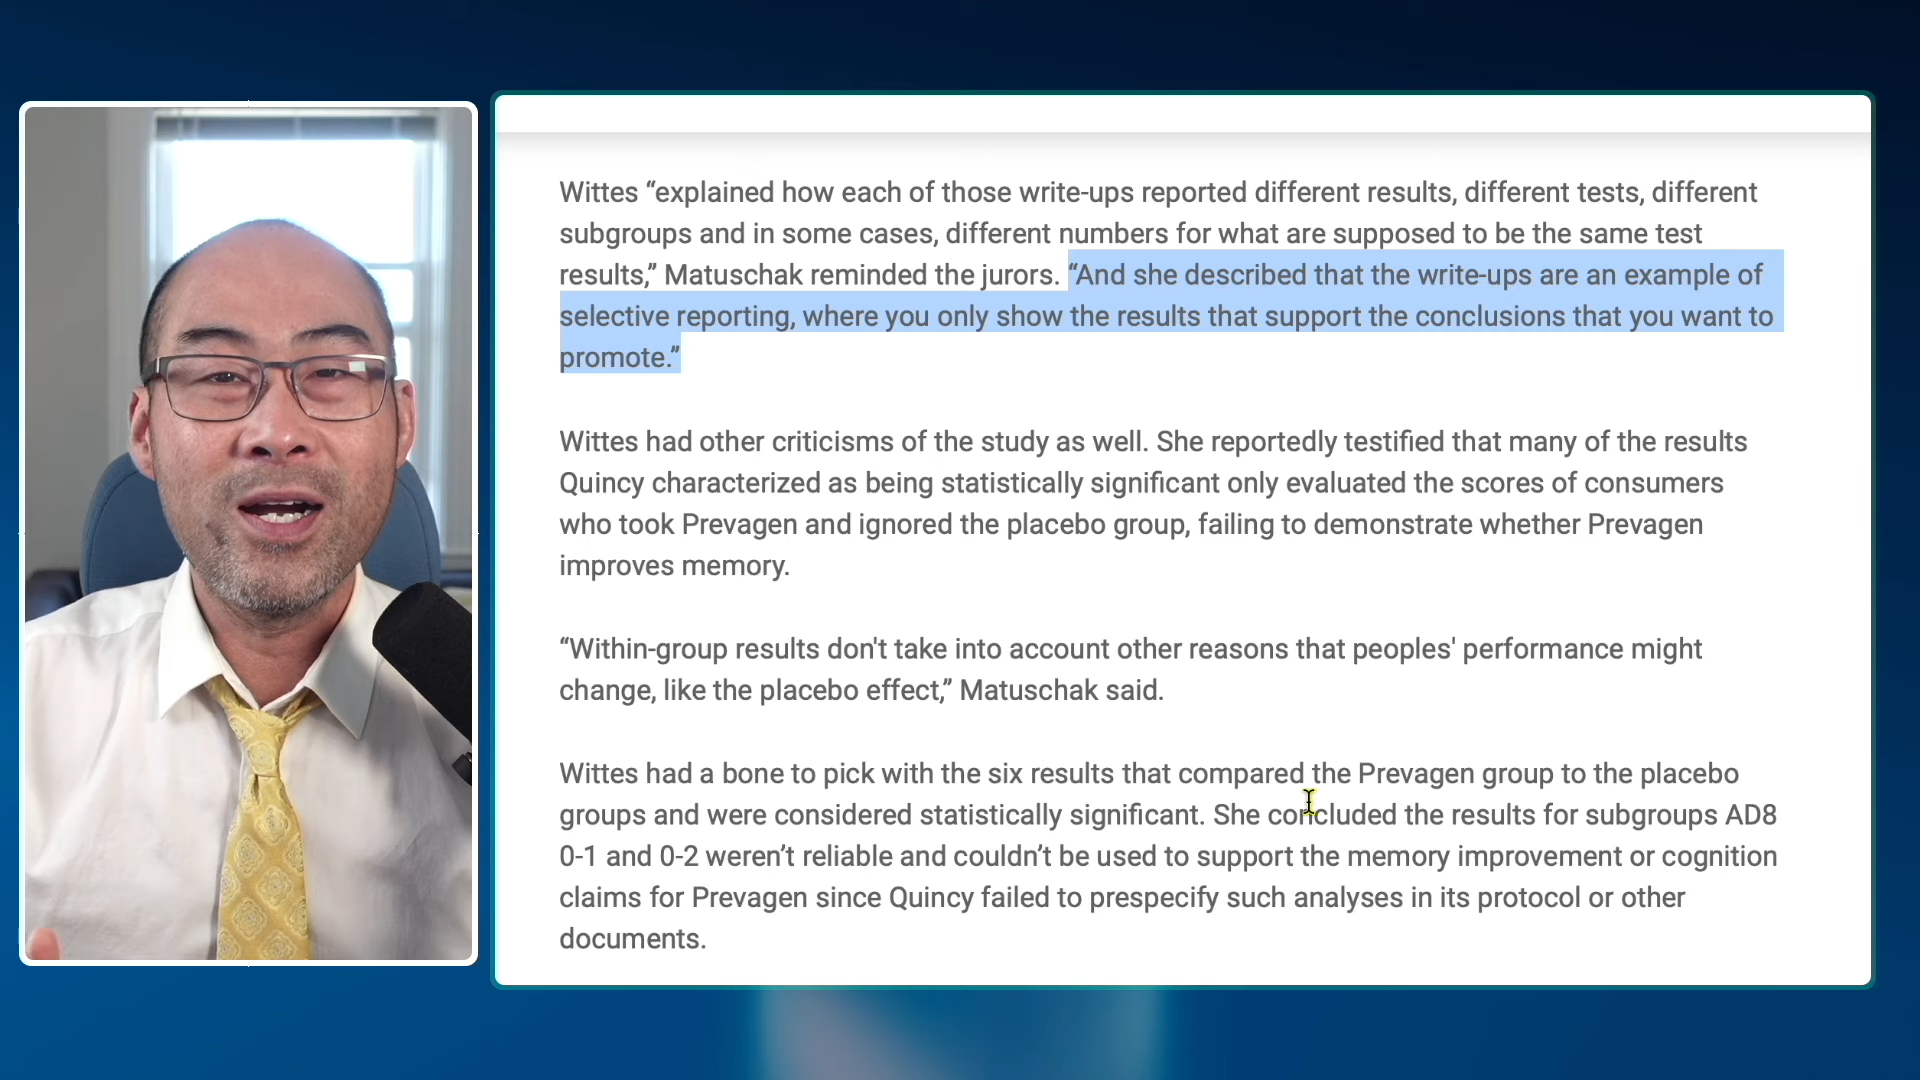 Wittes “explained how each of those write-ups reported different results, different tests, different
subgroups and in some cases, different numbers for what are supposed to be the same test
results,” Matuschak reminded the jurors. “And she described that the write-ups are an example of
selective reporting, where you only show the results that support the conclusions that you want to
promote.”
Wittes had other criticisms of the study as well. She reportedly testified that many of the results
Quincy characterized as being statistically significant only evaluated the scores of consumers
who took Prevagen and ignored the placebo group, failing to demonstrate whether Prevagen
improves memory.
“Within-group results don't take into account other reasons that peoples' performance might
change, like the placebo effect,” Matuschak said.
Wittes had a bone to pick with the six results that compared the Prevagen group to the placebo
groups and were considered statistically significant. She concluded the results for subgroups AD8
0-1 and 0-2 weren’t reliable and couldn’t be used to support the memory improvement or cognition
claims for Prevagen since Quincy failed to prespecify such analyses in its protocol or other
documents.